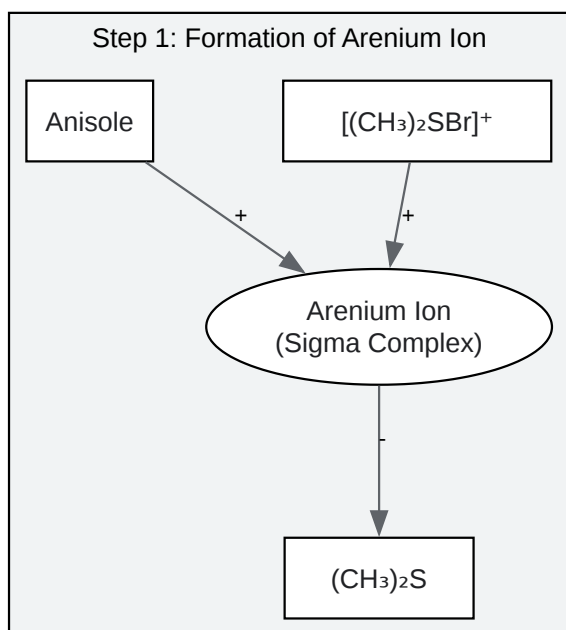 Step 1: Formation of Arenium Ion
Anisole
[(CH₃)₂SBr]⁺
+
+
Arenium Ion
(Sigma Complex)
-
(CH₃)₂S